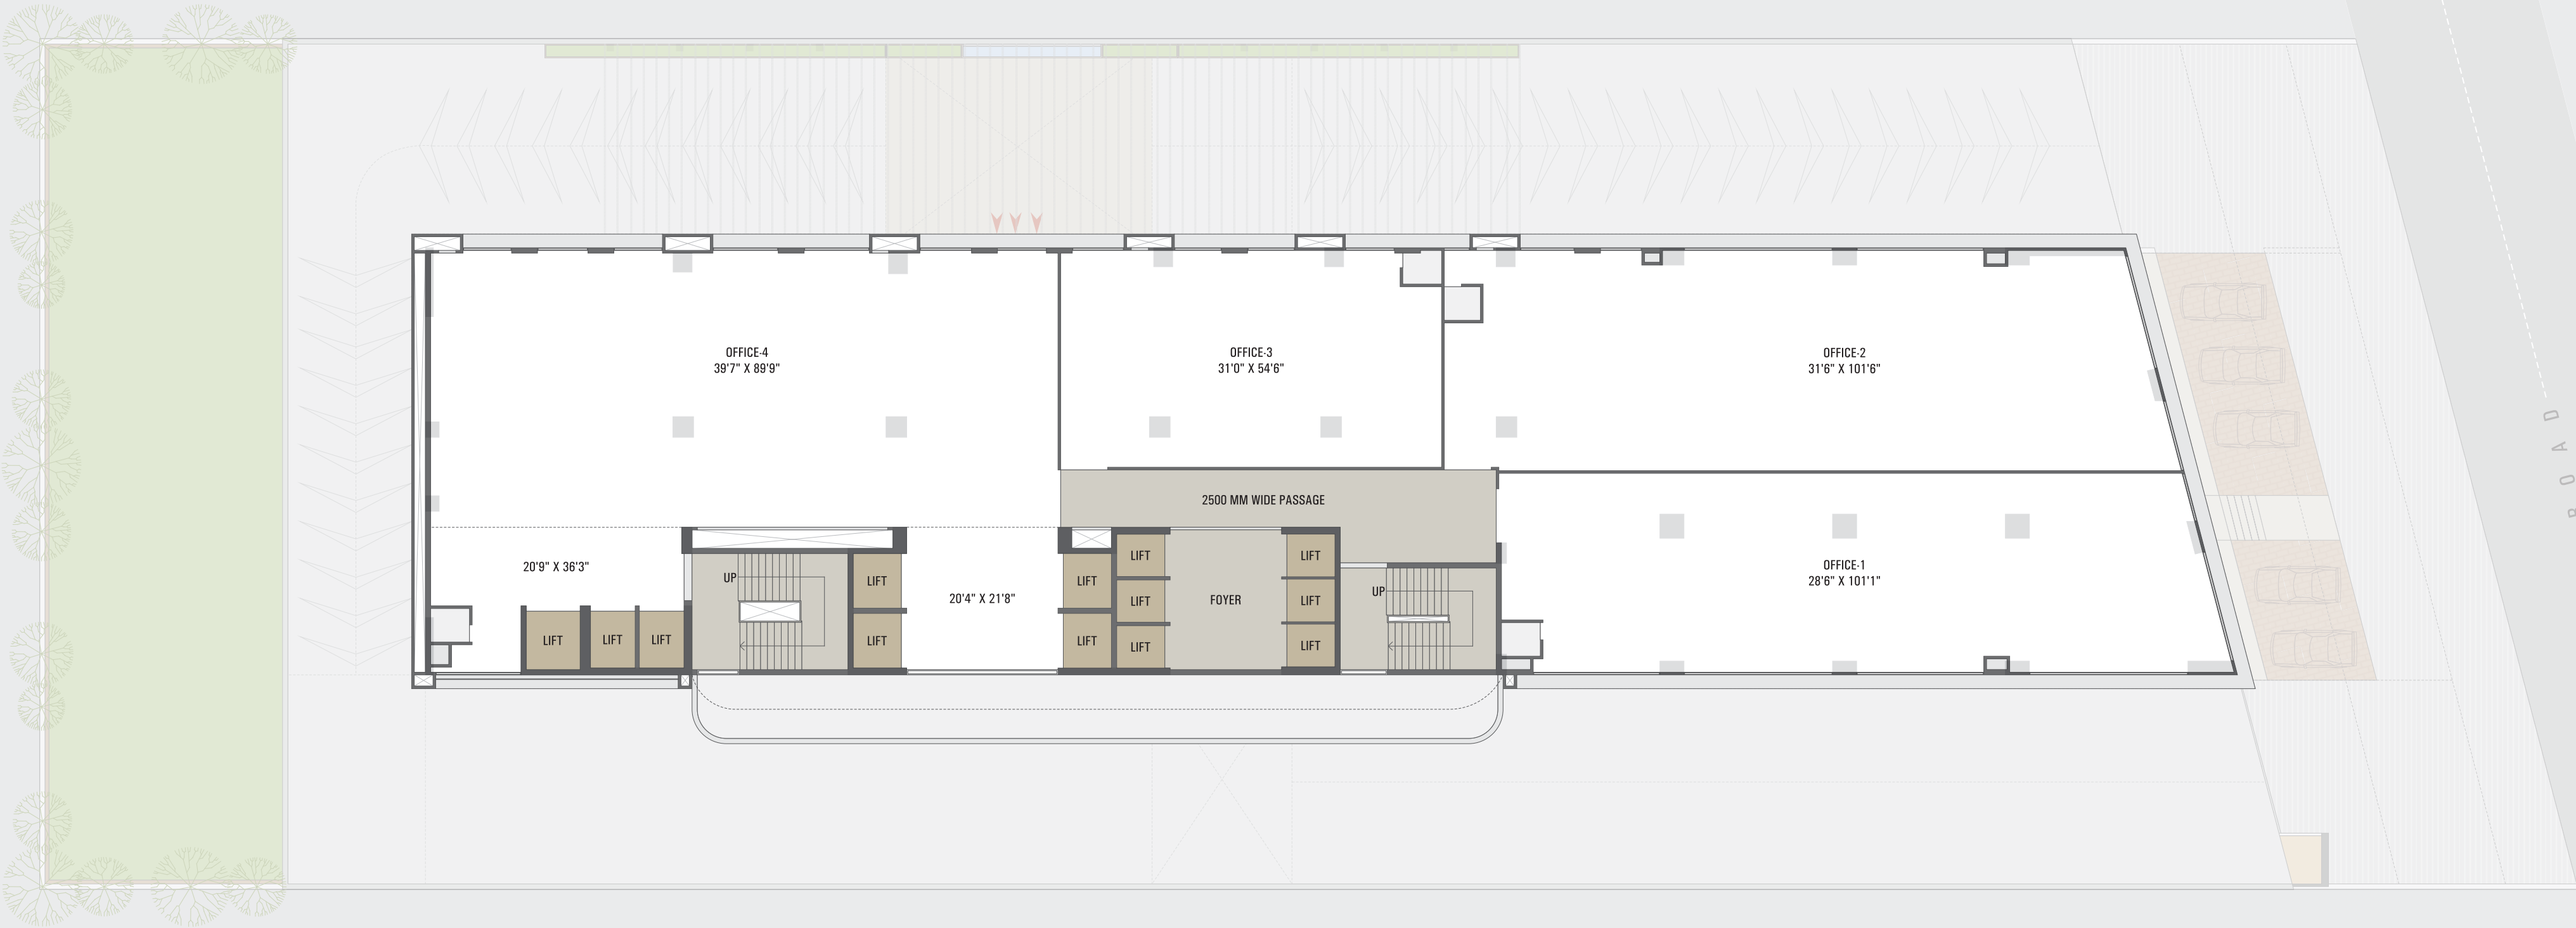 OFFICE-4
39'7" X 89'9"
OFFICE-3
31'0" X 54'6"
OFFICE-2
31'6" X 101'6"
ROAD
2500 MM WIDE PASSAGE
20'9" X 36'3"
UP
LIFT
LIFT
LIFT
LIFT
LIFT
20'4" X 21'8"
LIFT
LIFT
LIFT
LIFT
LIFT
FOYER
LIFT
LIFT
LIFT
UP
OFFICE-1
28'6" X 101'1"